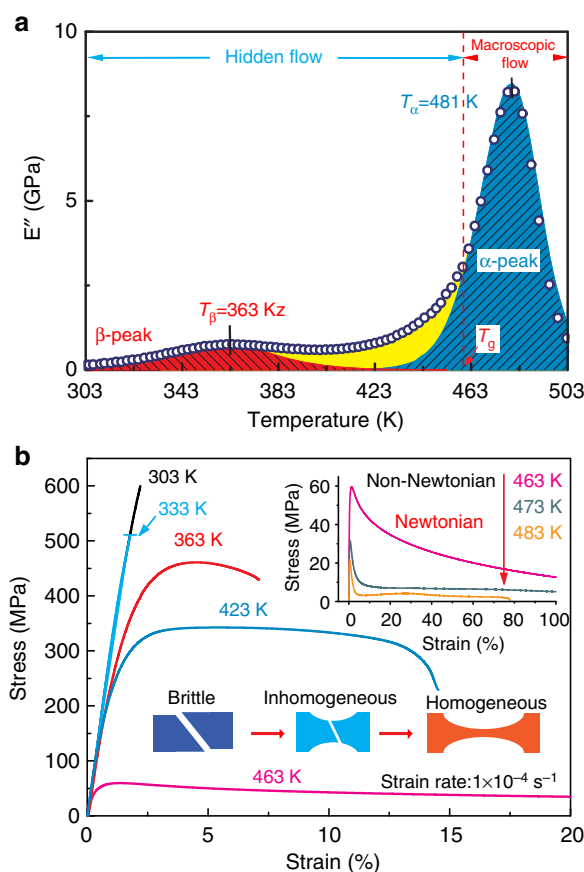 a
10
5
0
E″ (GPa)
Hidden flow
Macroscopic
flow
Tα=481 K
α-peak
Tβ=363 Kz
β-peak
Tg
303 343 383 423 463 503
Temperature (K)
b
600
500
400
300
200
100
0
Stress (MPa)
303 K
333 K
363 K
423 K
463 K
60
40
20
0
Stress (MPa)
Non-Newtonian
Newtonian
463 K
473 K
483 K
0 20 40 60 80 100
Strain (%)
Brittle
Inhomogeneous
Homogeneous
Strain rate:1×10⁻⁴ s⁻¹
0 5 10 15 20
Strain (%)